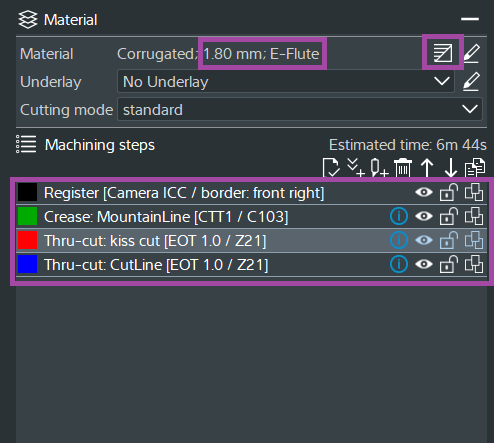 Material
Material Corrugated; 1.80 mm; E-Flute
Underlay No Underlay
Cutting mode standard
Machining steps Estimated time: 6m 44s
Register [Camera ICC / border: front right]
Crease: MountainLine [CTT1 / C103]
Thru-cut: kiss cut [EOT 1.0 / Z21]
Thru-cut: CutLine [EOT 1.0 / Z21]